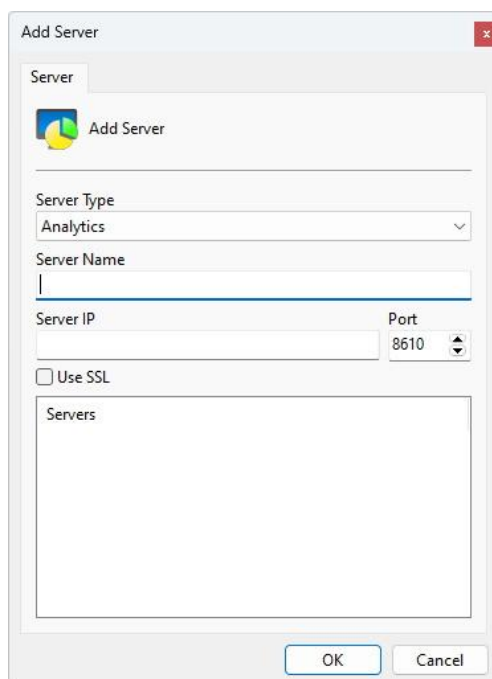 Add Server
x
Server
Add Server
Server Type
Analytics
Server Name
Server IP
Port
8610
Use SSL
Servers
OK
Cancel